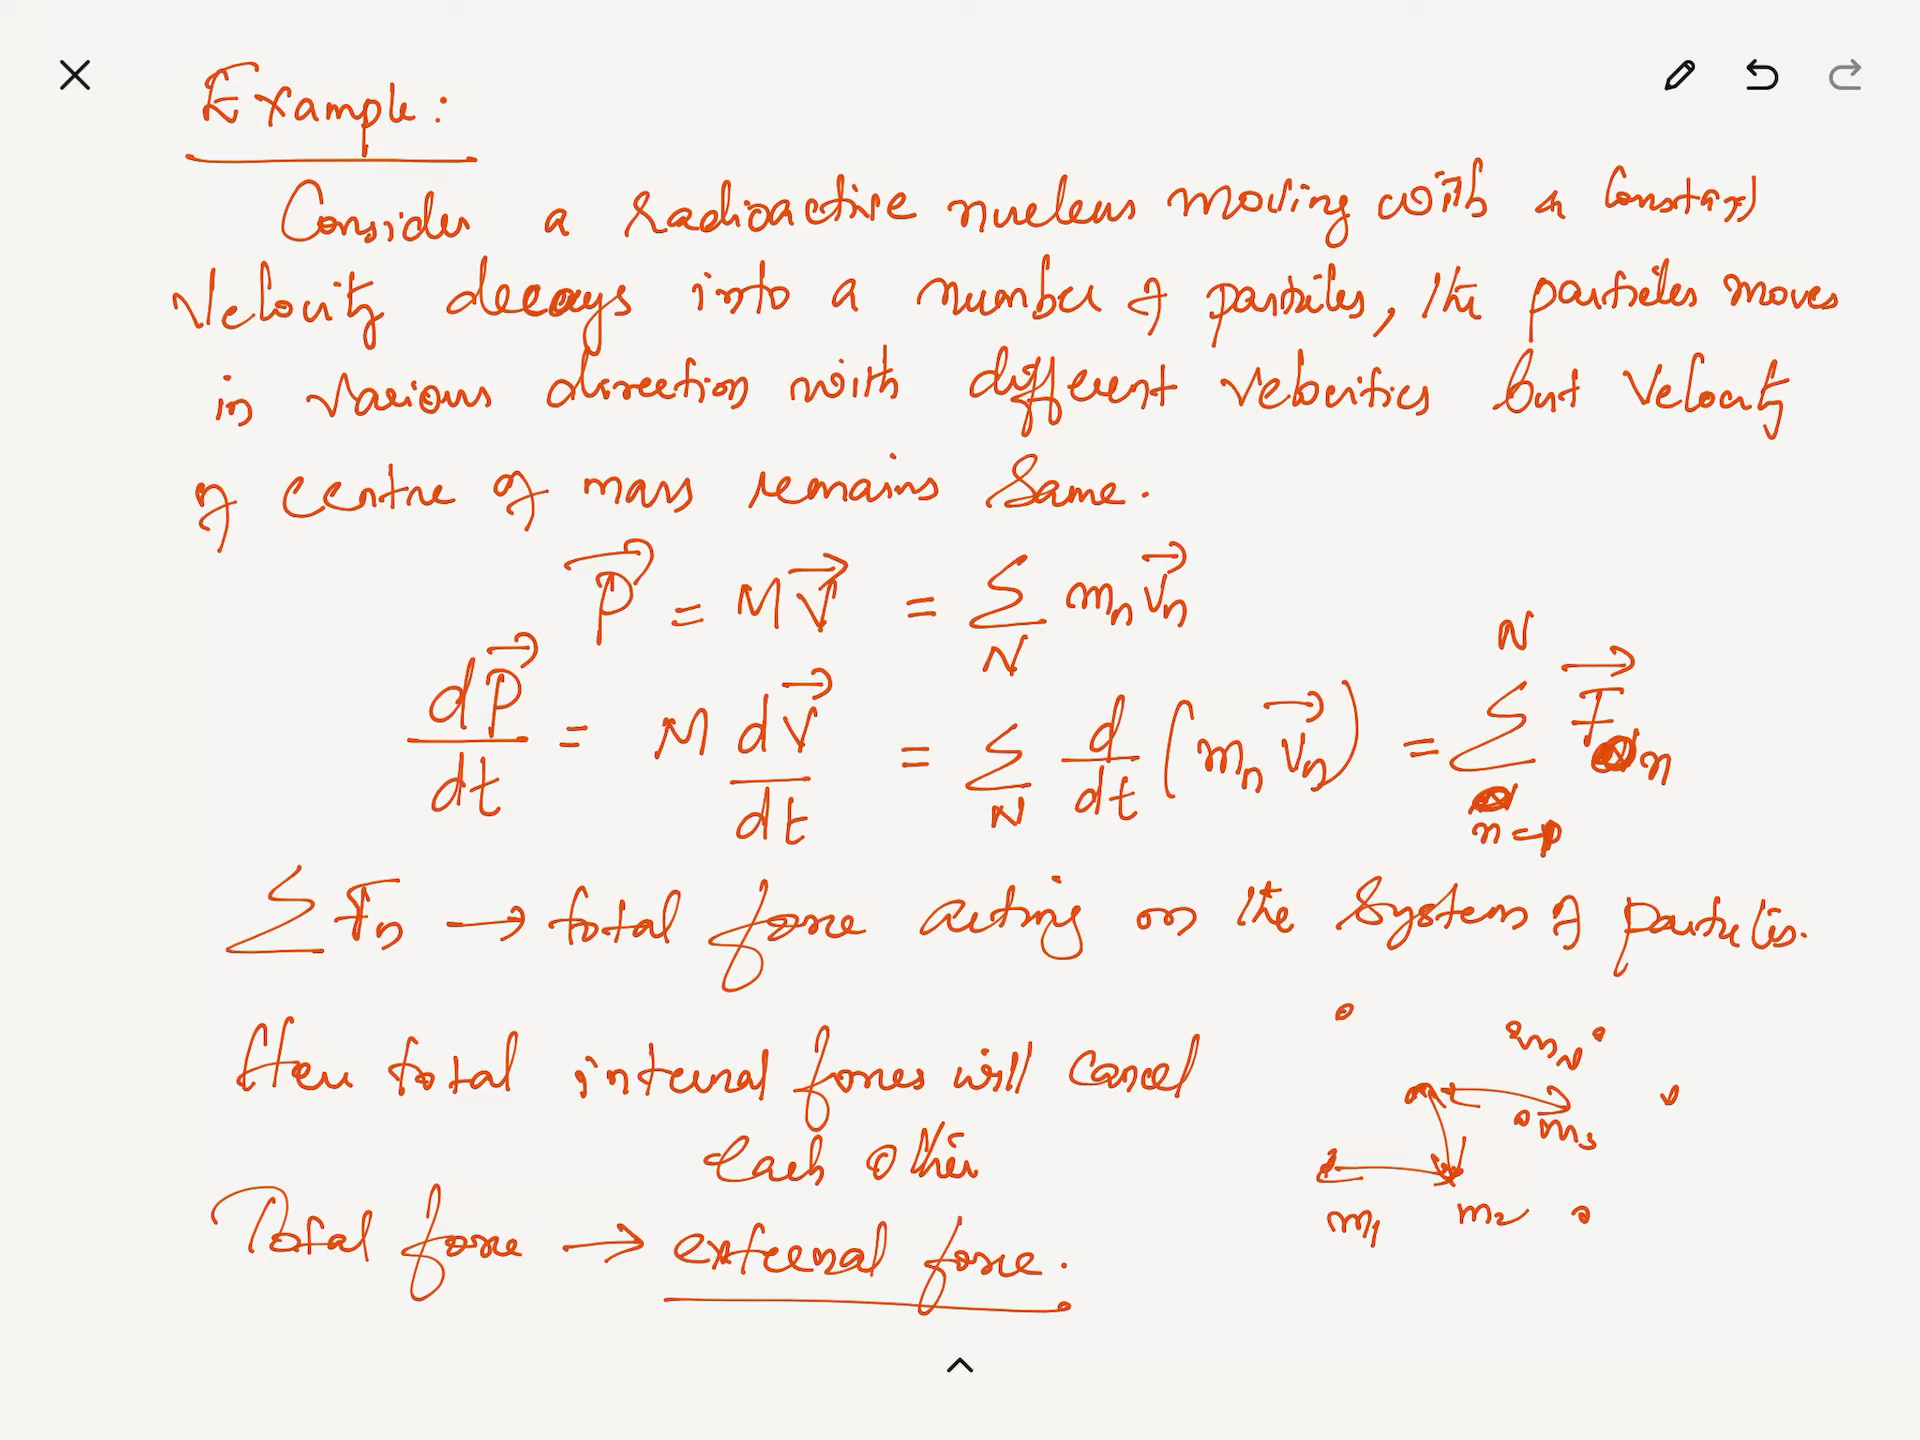 Example:
Consider a radioactive nucleus moving with a constant
velocity decays into a number of particles, the particles moves
in various direction with different velocities but velocity
of centre of mass remains same.
P⃗ = M V⃗ = Σ_N m_n v⃗_n
dP⃗/dt = M dV⃗/dt = Σ_N d/dt (m_n v⃗_n) = Σ_{n=1}^{N} F⃗_n
Σ F_n → total force acting on the system of particles.
Here total internal forces will cancel
each other
Total force → external force.
m_N
m_3
m_1 m_2